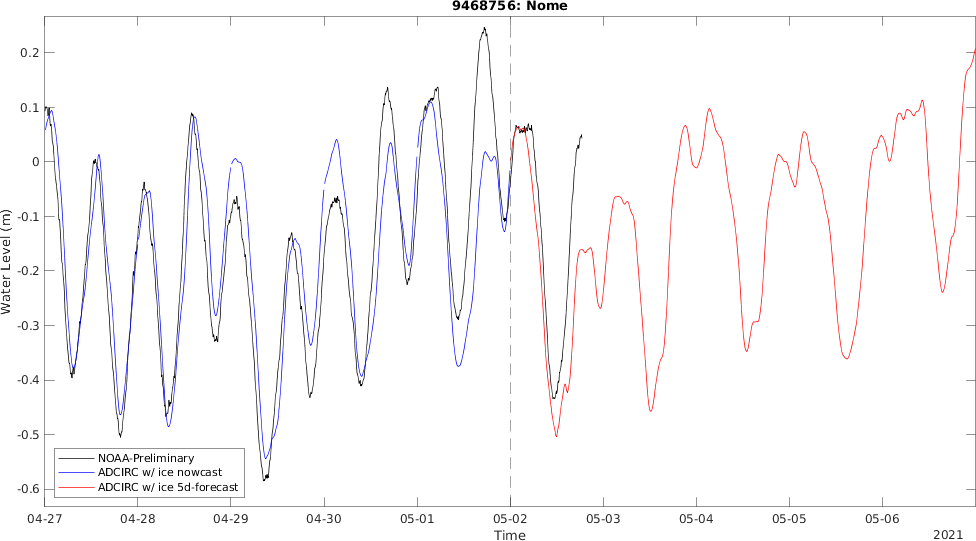 9468756: Nome
Water Level (m)
0.2
0.1
0
-0.1
-0.2
-0.3
-0.4
-0.5
-0.6
NOAA-Preliminary
ADCIRC w/ ice nowcast
ADCIRC w/ ice 5d-forecast
04-27 04-28 04-29 04-30 05-01 05-02 05-03 05-04 05-05 05-06
Time
2021